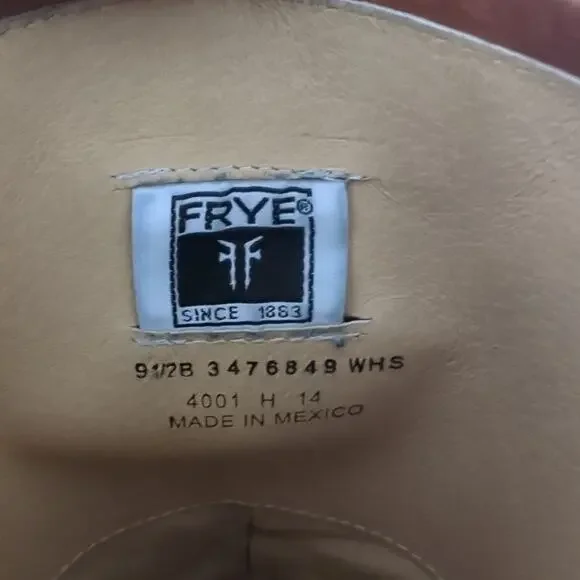 FRYE®
SINCE 1863
9 1/2B 3476849 WHS
4001 H 14
MADE IN MEXICO